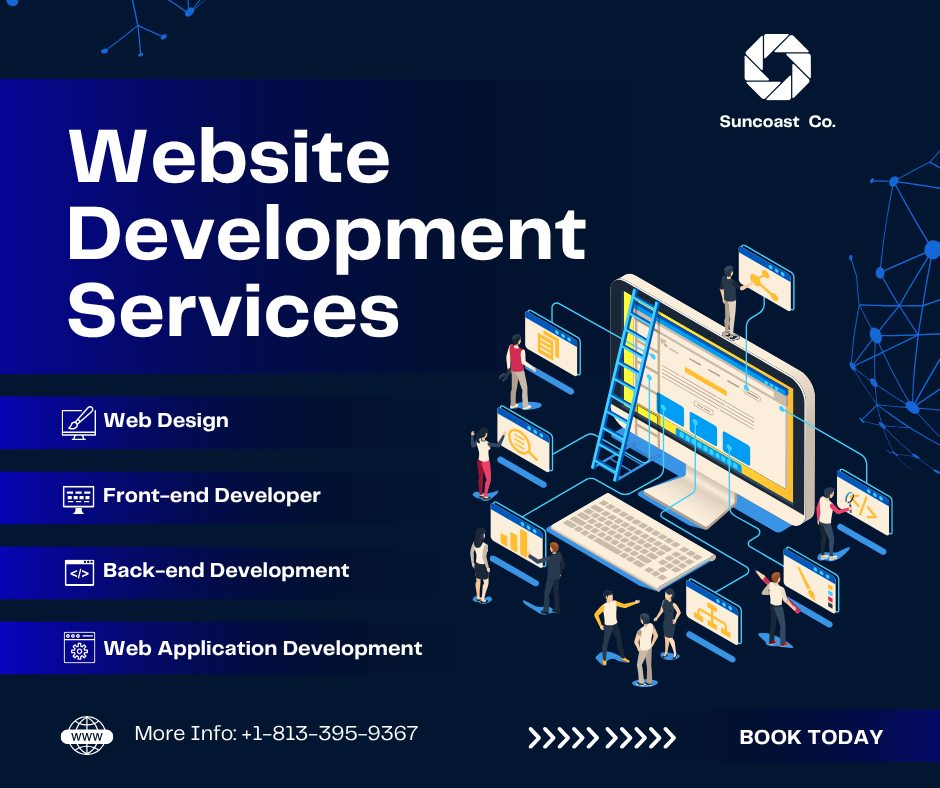 Suncoast Co.
Website
Development
Services
Web Design
Front-end Developer
Back-end Development
Web Application Development
www
More Info: +1-813-395-9367
BOOK TODAY